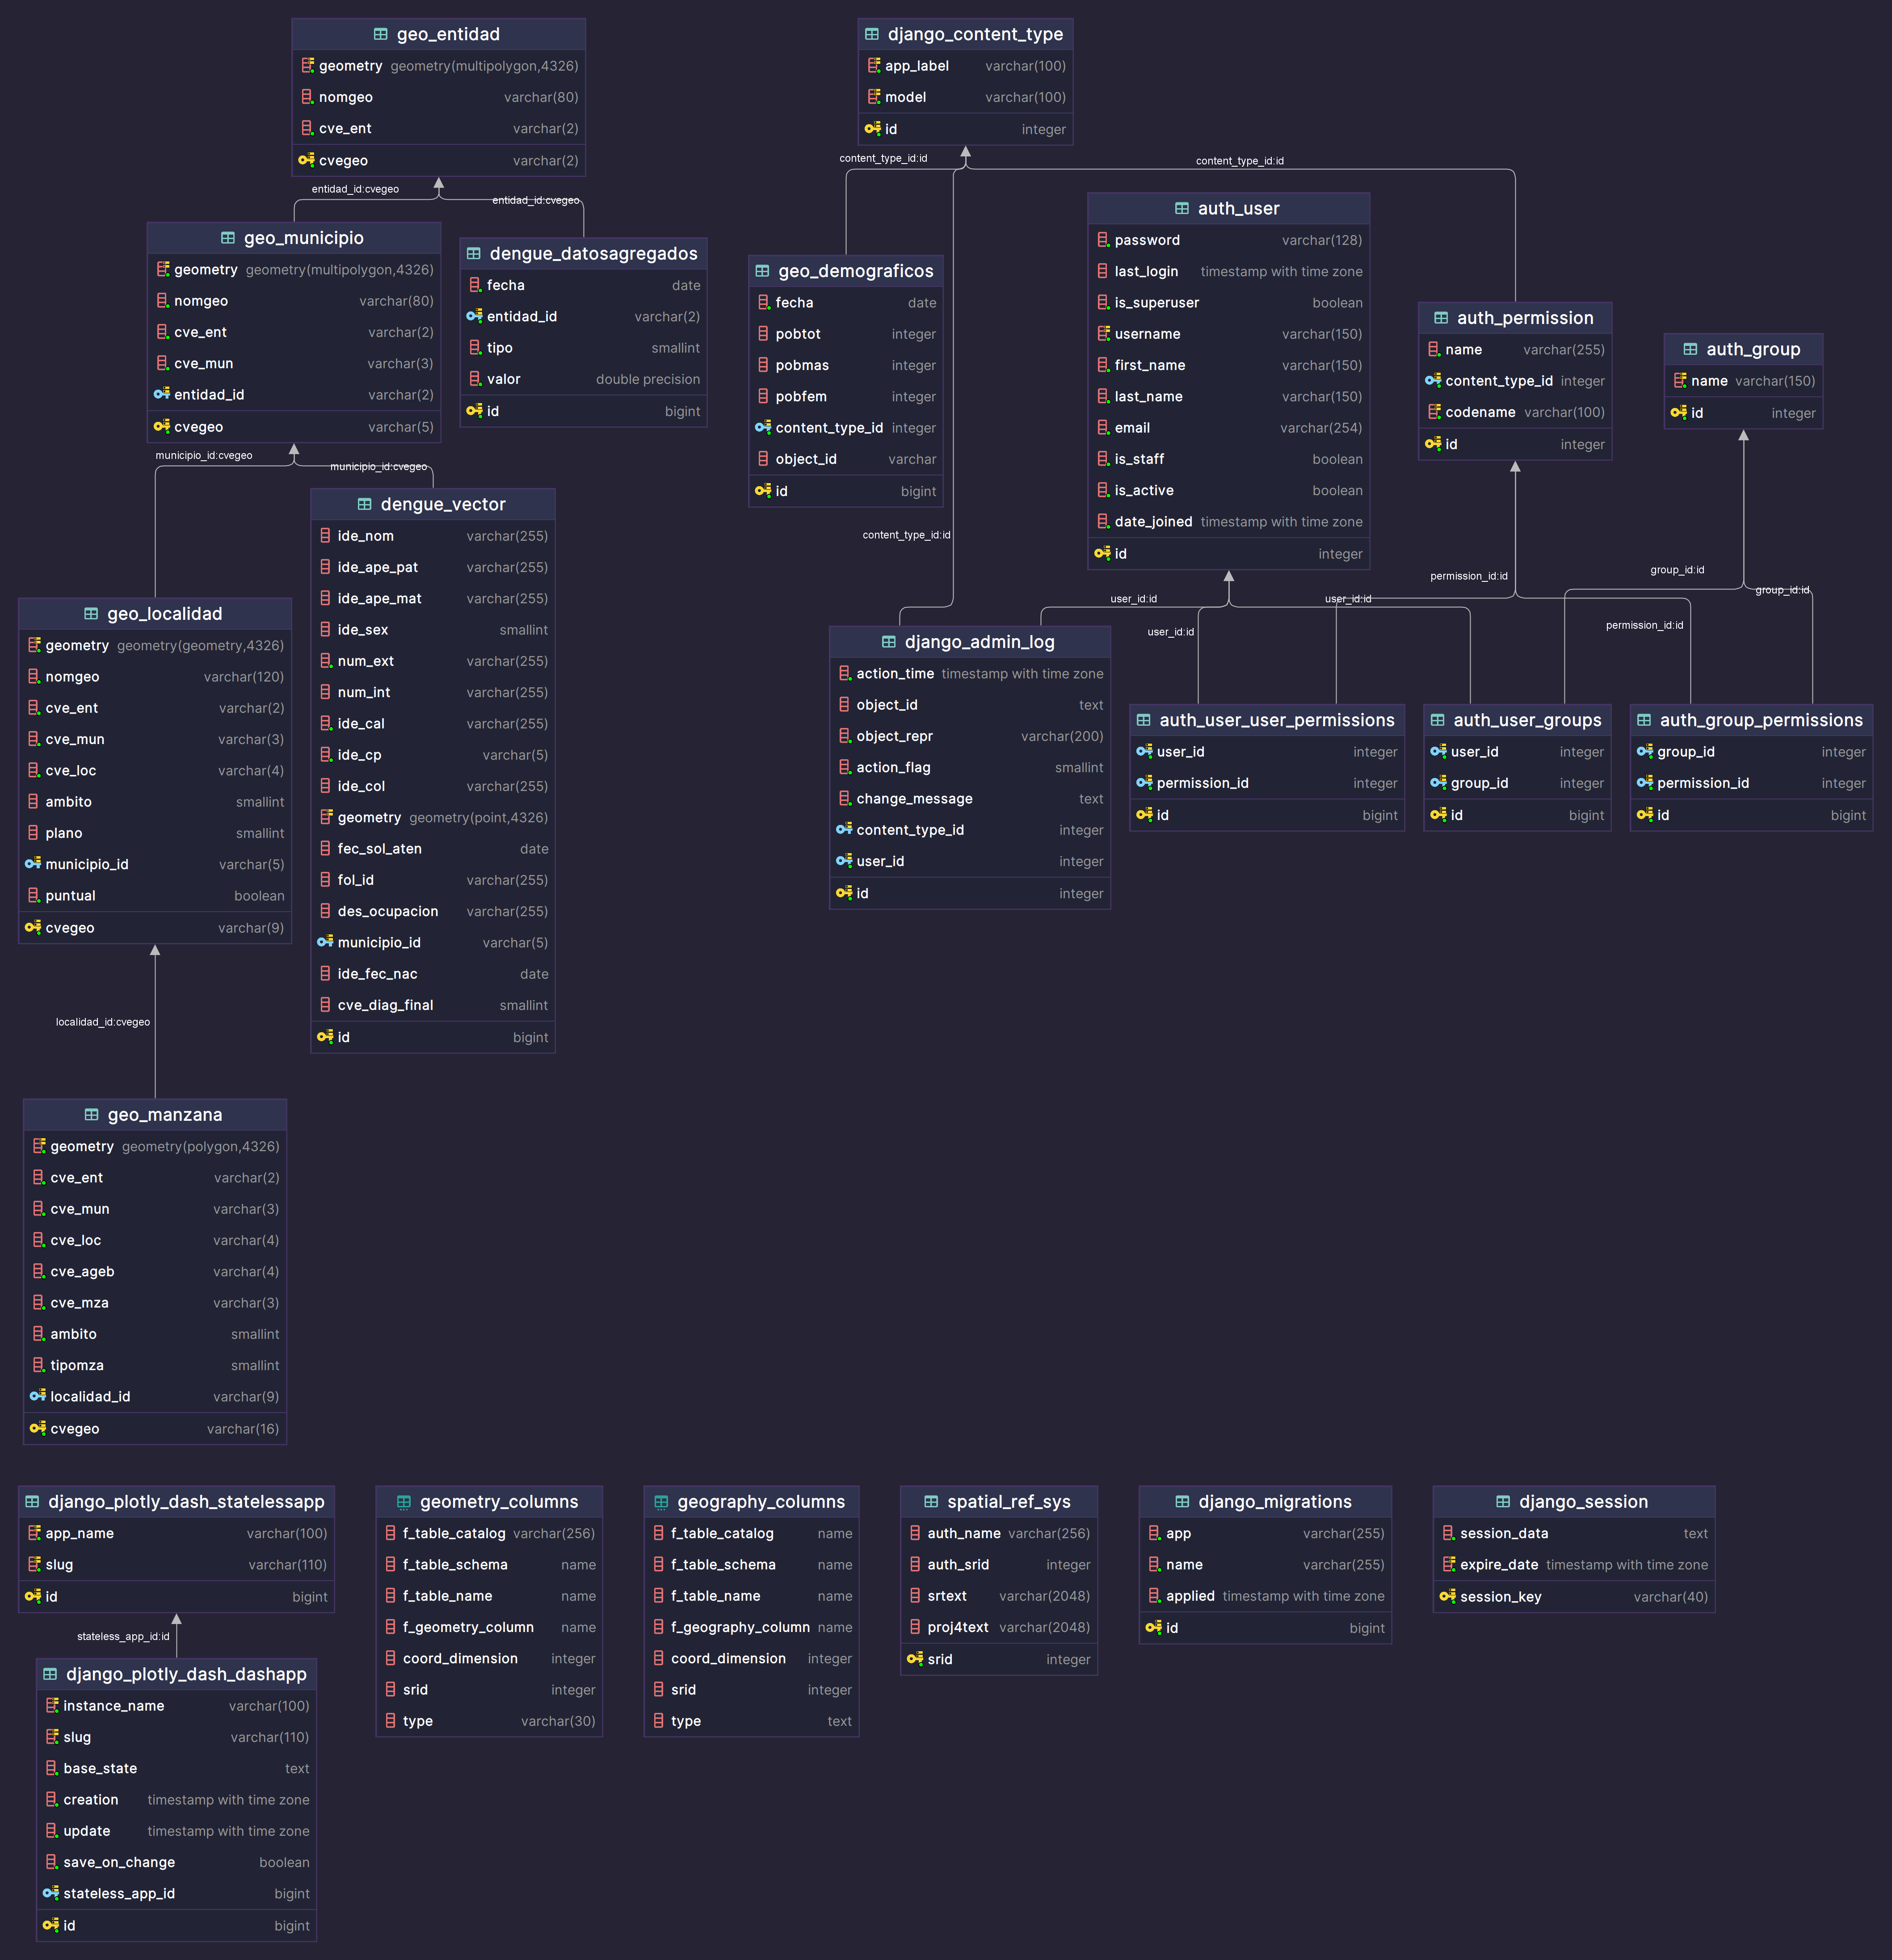 geo_entidad
geometry geometry(multipolygon,4326)
nomgeo varchar(80)
cve_ent varchar(2)
cvegeo varchar(2)
entidad_id:cvegeo
entidad_id:cvegeo
geo_municipio
geometry geometry(multipolygon,4326)
nomgeo varchar(80)
cve_ent varchar(2)
cve_mun varchar(3)
entidad_id varchar(2)
cvegeo varchar(5)
dengue_datosagregados
fecha date
entidad_id varchar(2)
tipo smallint
valor double precision
id bigint
municipio_id:cvegeo
municipio_id:cvegeo
dengue_vector
ide_nom varchar(255)
ide_ape_pat varchar(255)
ide_ape_mat varchar(255)
ide_sex smallint
num_ext varchar(255)
num_int varchar(255)
ide_cal varchar(255)
ide_cp varchar(5)
ide_col varchar(255)
geometry geometry(point,4326)
fec_sol_aten date
fol_id varchar(255)
des_ocupacion varchar(255)
municipio_id varchar(5)
ide_fec_nac date
cve_diag_final smallint
id bigint
geo_localidad
geometry geometry(geometry,4326)
nomgeo varchar(120)
cve_ent varchar(2)
cve_mun varchar(3)
cve_loc varchar(4)
ambito smallint
plano smallint
municipio_id varchar(5)
puntual boolean
cvegeo varchar(9)
localidad_id:cvegeo
geo_manzana
geometry geometry(polygon,4326)
cve_ent varchar(2)
cve_mun varchar(3)
cve_loc varchar(4)
cve_ageb varchar(4)
cve_mza varchar(3)
ambito smallint
tipomza smallint
localidad_id varchar(9)
cvegeo varchar(16)
django_content_type
app_label varchar(100)
model varchar(100)
id integer
content_type_id:id
content_type_id:id
content_type_id:id
geo_demograficos
fecha date
pobtot integer
pobmas integer
pobfem integer
content_type_id integer
object_id varchar
id bigint
auth_user
password varchar(128)
last_login timestamp with time zone
is_superuser boolean
username varchar(150)
first_name varchar(150)
last_name varchar(150)
email varchar(254)
is_staff boolean
is_active boolean
date_joined timestamp with time zone
id integer
auth_permission
name varchar(255)
content_type_id integer
codename varchar(100)
id integer
auth_group
name varchar(150)
id integer
user_id:id
user_id:id
user_id:id
permission_id:id
permission_id:id
group_id:id
group_id:id
django_admin_log
action_time timestamp with time zone
object_id text
object_repr varchar(200)
action_flag smallint
change_message text
content_type_id integer
user_id integer
id integer
auth_user_user_permissions
user_id integer
permission_id integer
id bigint
auth_user_groups
user_id integer
group_id integer
id bigint
auth_group_permissions
group_id integer
permission_id integer
id bigint
django_plotly_dash_statelessapp
app_name varchar(100)
slug varchar(110)
id bigint
stateless_app_id:id
django_plotly_dash_dashapp
instance_name varchar(100)
slug varchar(110)
base_state text
creation timestamp with time zone
update timestamp with time zone
save_on_change boolean
stateless_app_id bigint
id bigint
geometry_columns
f_table_catalog varchar(256)
f_table_schema name
f_table_name name
f_geometry_column name
coord_dimension integer
srid integer
type varchar(30)
geography_columns
f_table_catalog name
f_table_schema name
f_table_name name
f_geography_column name
coord_dimension integer
srid integer
type text
spatial_ref_sys
auth_name varchar(256)
auth_srid integer
srtext varchar(2048)
proj4text varchar(2048)
srid integer
django_migrations
app varchar(255)
name varchar(255)
applied timestamp with time zone
id bigint
django_session
session_data text
expire_date timestamp with time zone
session_key varchar(40)